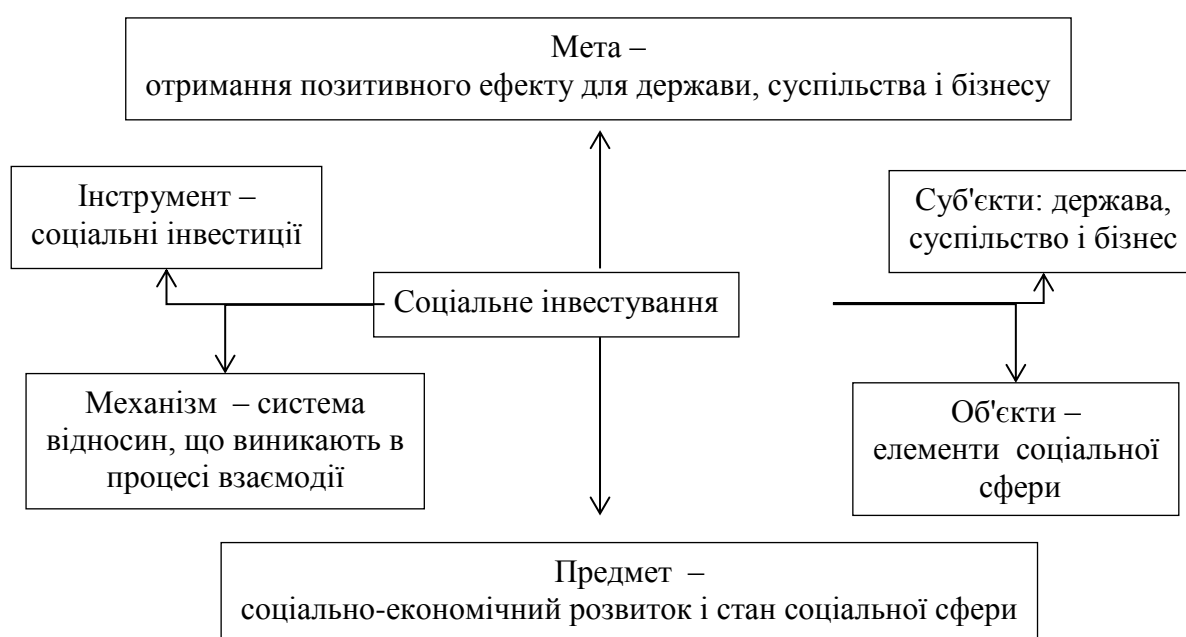 Мета –
отримання позитивного ефекту для держави, суспільства і бізнесу
Інструмент –
соціальні інвестиції
Суб'єкти: держава,
суспільство і бізнес
Соціальне інвестування
Механізм – система
відносин, що виникають в
процесі взаємодії
Об'єкти –
елементи соціальної
сфери
Предмет –
соціально-економічний розвиток і стан соціальної сфери